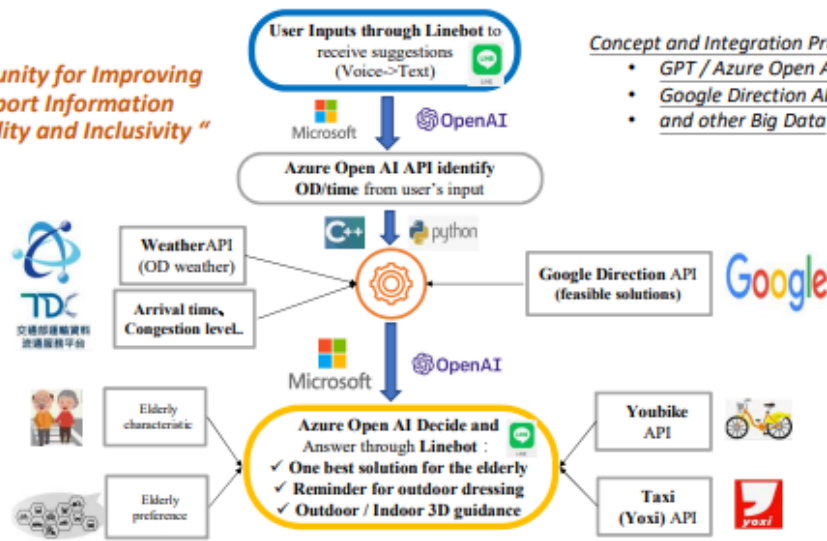 User Inputs through Linebot to
receive suggestions
(Voice->Text)
LINE
unity for Improving
port Information
lity and Inclusivity “
Concept and Integration Pr
• GPT / Azure Open A
• Google Direction AI
• and other Big Data
Microsoft
OpenAI
Azure Open AI API identify
OD/time from user's input
C++
python
Weather API
(OD weather)
Arrival time、
Congestion level...
TDX
交通部運輸資料
流通服務平台
Google Direction API
(feasible solutions)
Google
Microsoft
OpenAI
Elderly
characteristic
Elderly
preference
Azure Open AI Decide and
Answer through Linebot：
✓ One best solution for the elderly
✓ Reminder for outdoor dressing
✓ Outdoor / Indoor 3D guidance
LINE
Youbike
API
Taxi
(Yoxi) API
yoxi